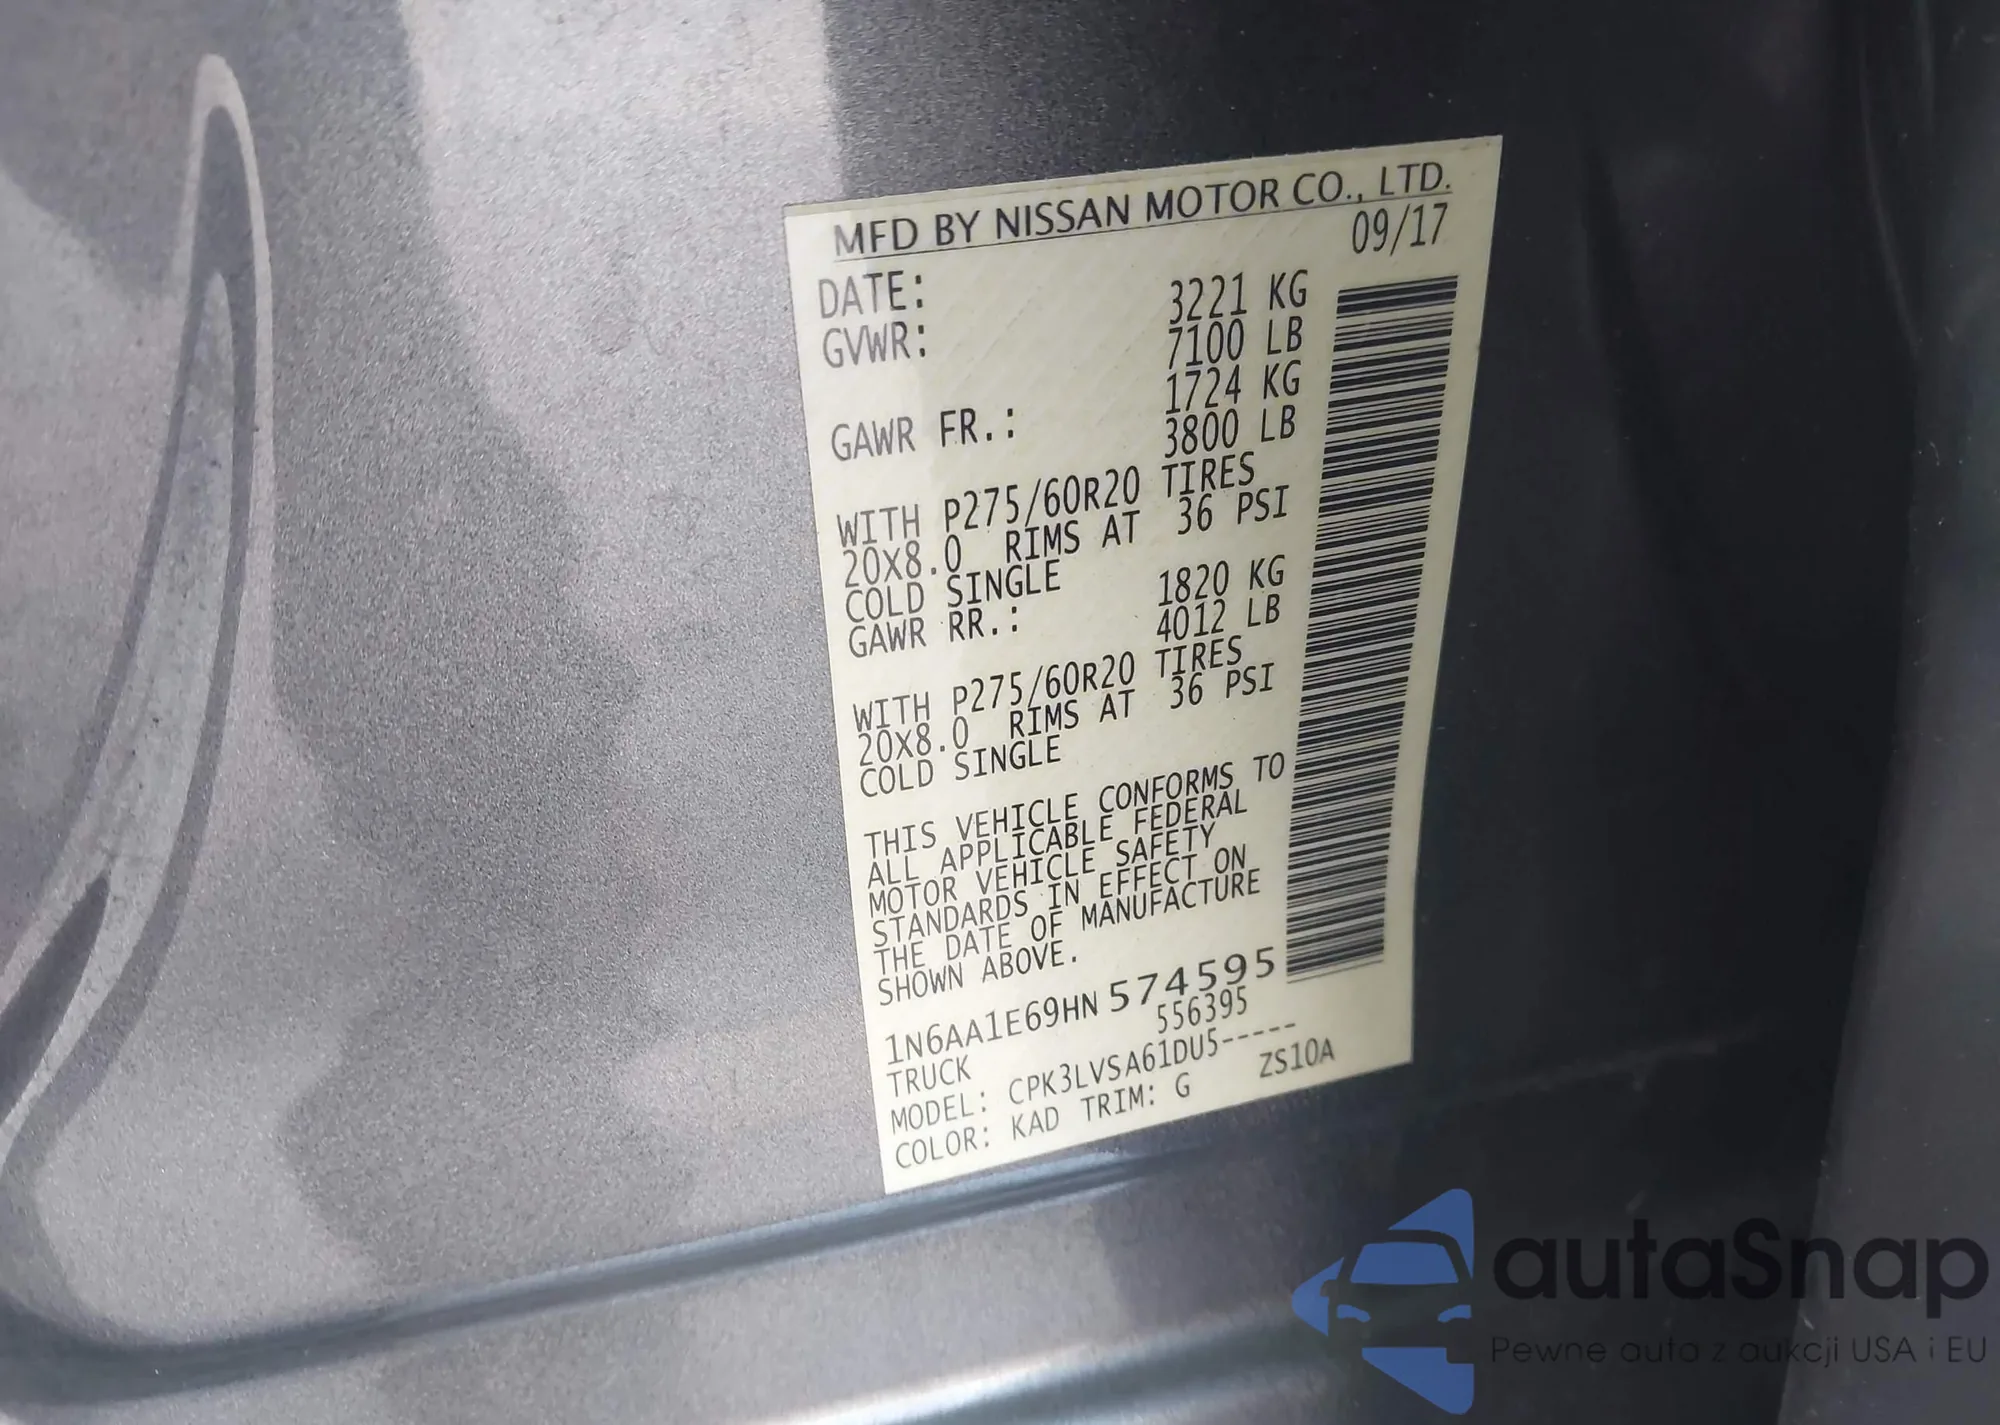 MFD BY NISSAN MOTOR CO., LTD.
DATE: 09/17
GVWR: 3221 KG
7100 LB
GAWR FR.: 1724 KG
3800 LB
WITH P275/60R20 TIRES
20X8.0 RIMS AT 36 PSI
COLD SINGLE
GAWR RR.: 1820 KG
4012 LB
WITH P275/60R20 TIRES
20X8.0 RIMS AT 36 PSI
COLD SINGLE
THIS VEHICLE CONFORMS TO
ALL APPLICABLE FEDERAL
MOTOR VEHICLE SAFETY
STANDARDS IN EFFECT ON
THE DATE OF MANUFACTURE
SHOWN ABOVE.
1N6AA1E69HN 574595
TRUCK 556395
MODEL: CPK3LVSA61DU5-----
COLOR: KAD TRIM: G ZS10A
autaSnap
Pewne auta z aukcji USA i EU